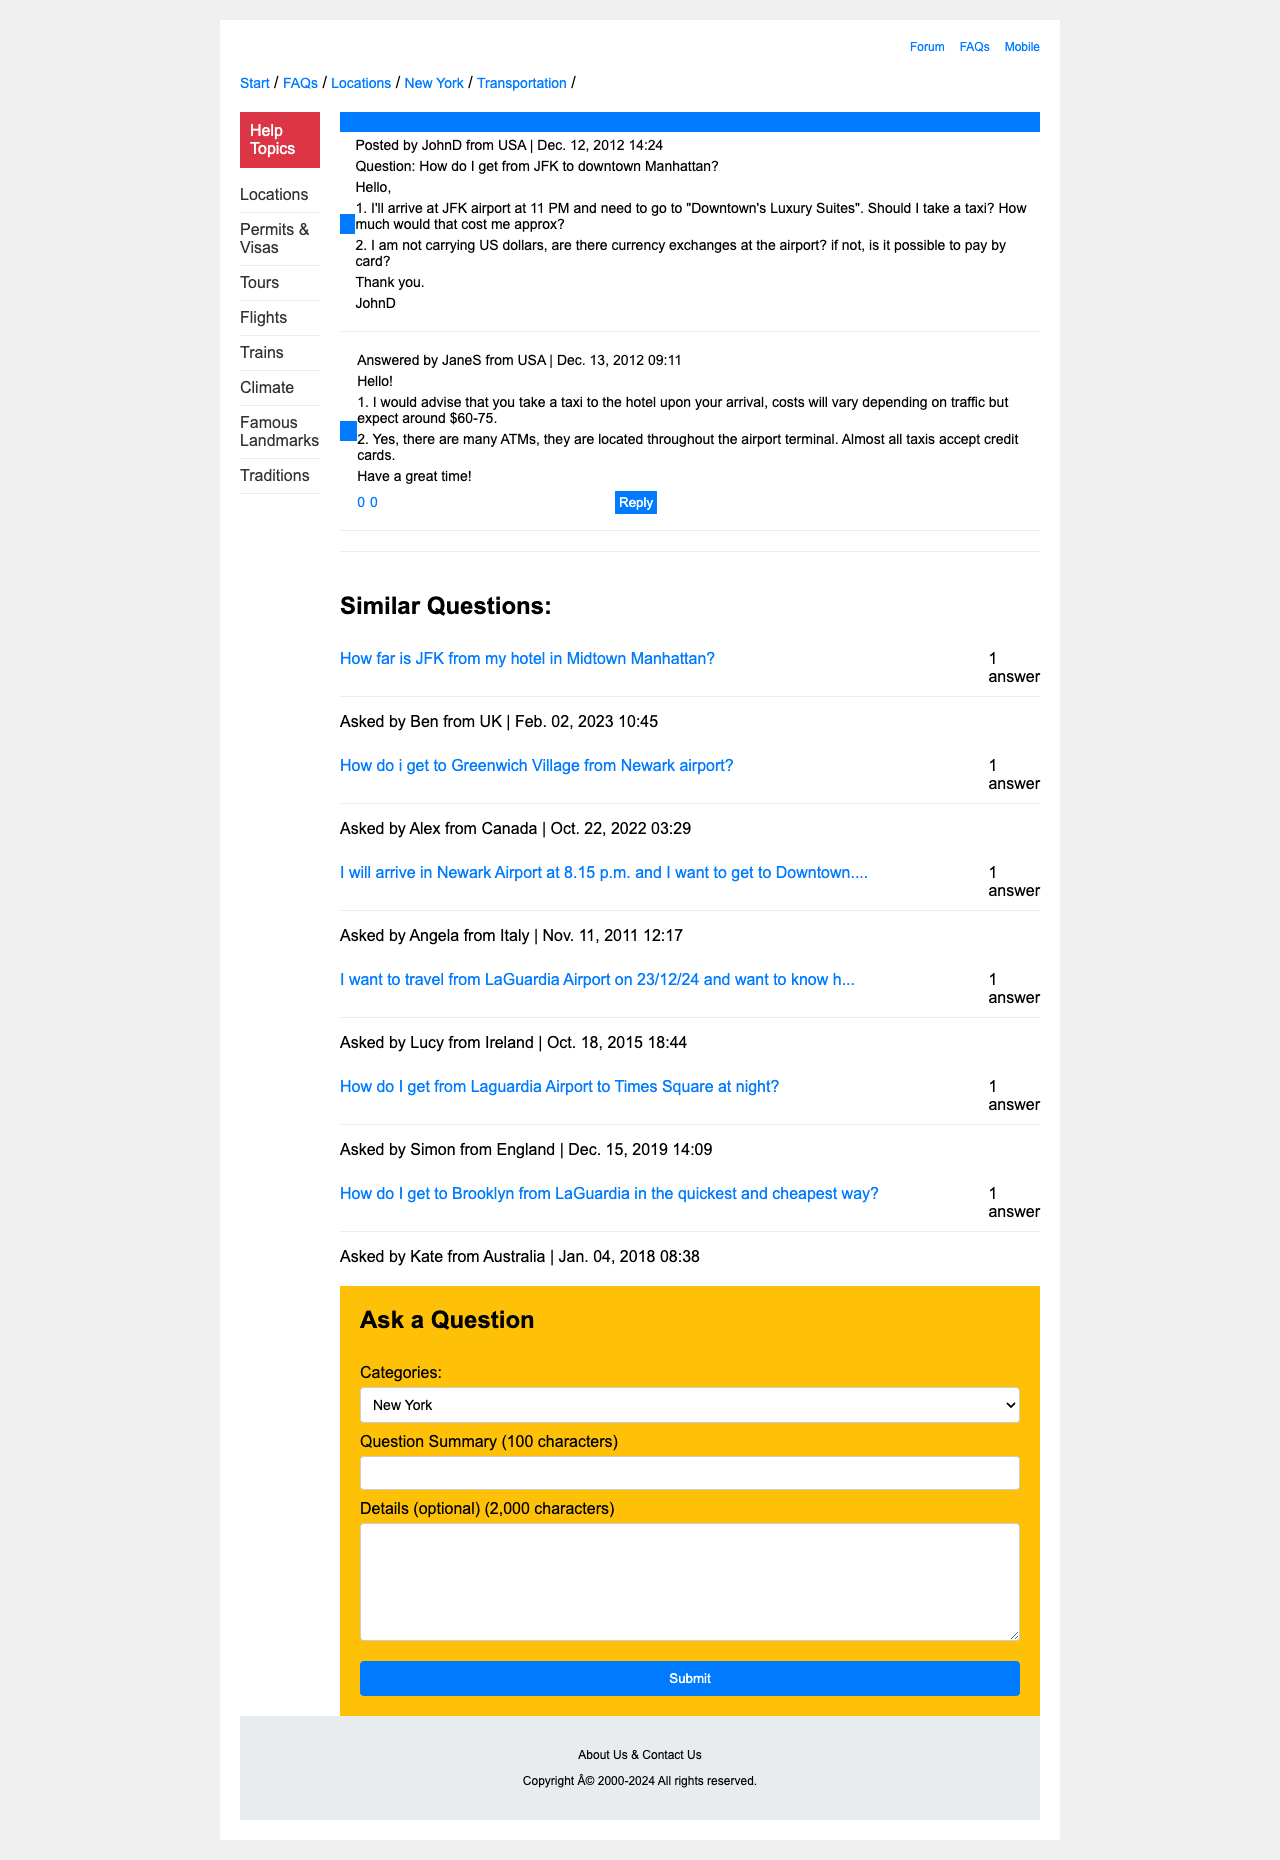 Forum FAQs Mobile
Start / FAQs / Locations / New York / Transportation /
Help
Topics
Locations
Permits &
Visas
Tours
Flights
Trains
Climate
Famous
Landmarks
Traditions
Posted by JohnD from USA | Dec. 12, 2012 14:24
Question: How do I get from JFK to downtown Manhattan?
Hello,
1. I'll arrive at JFK airport at 11 PM and need to go to "Downtown's Luxury Suites". Should I take a taxi? How
much would that cost me approx?
2. I am not carrying US dollars, are there currency exchanges at the airport? if not, is it possible to pay by
card?
Thank you.
JohnD
Answered by JaneS from USA | Dec. 13, 2012 09:11
Hello!
1. I would advise that you take a taxi to the hotel upon your arrival, costs will vary depending on traffic but
expect around $60-75.
2. Yes, there are many ATMs, they are located throughout the airport terminal. Almost all taxis accept credit
cards.
Have a great time!
0 0 Reply
Similar Questions:
How far is JFK from my hotel in Midtown Manhattan? 1
answer
Asked by Ben from UK | Feb. 02, 2023 10:45
How do i get to Greenwich Village from Newark airport? 1
answer
Asked by Alex from Canada | Oct. 22, 2022 03:29
I will arrive in Newark Airport at 8.15 p.m. and I want to get to Downtown.... 1
answer
Asked by Angela from Italy | Nov. 11, 2011 12:17
I want to travel from LaGuardia Airport on 23/12/24 and want to know h... 1
answer
Asked by Lucy from Ireland | Oct. 18, 2015 18:44
How do I get from Laguardia Airport to Times Square at night? 1
answer
Asked by Simon from England | Dec. 15, 2019 14:09
How do I get to Brooklyn from LaGuardia in the quickest and cheapest way? 1
answer
Asked by Kate from Australia | Jan. 04, 2018 08:38
Ask a Question
Categories:
New York
Question Summary (100 characters)
Details (optional) (2,000 characters)
Submit
About Us & Contact Us
Copyright Â© 2000-2024 All rights reserved.